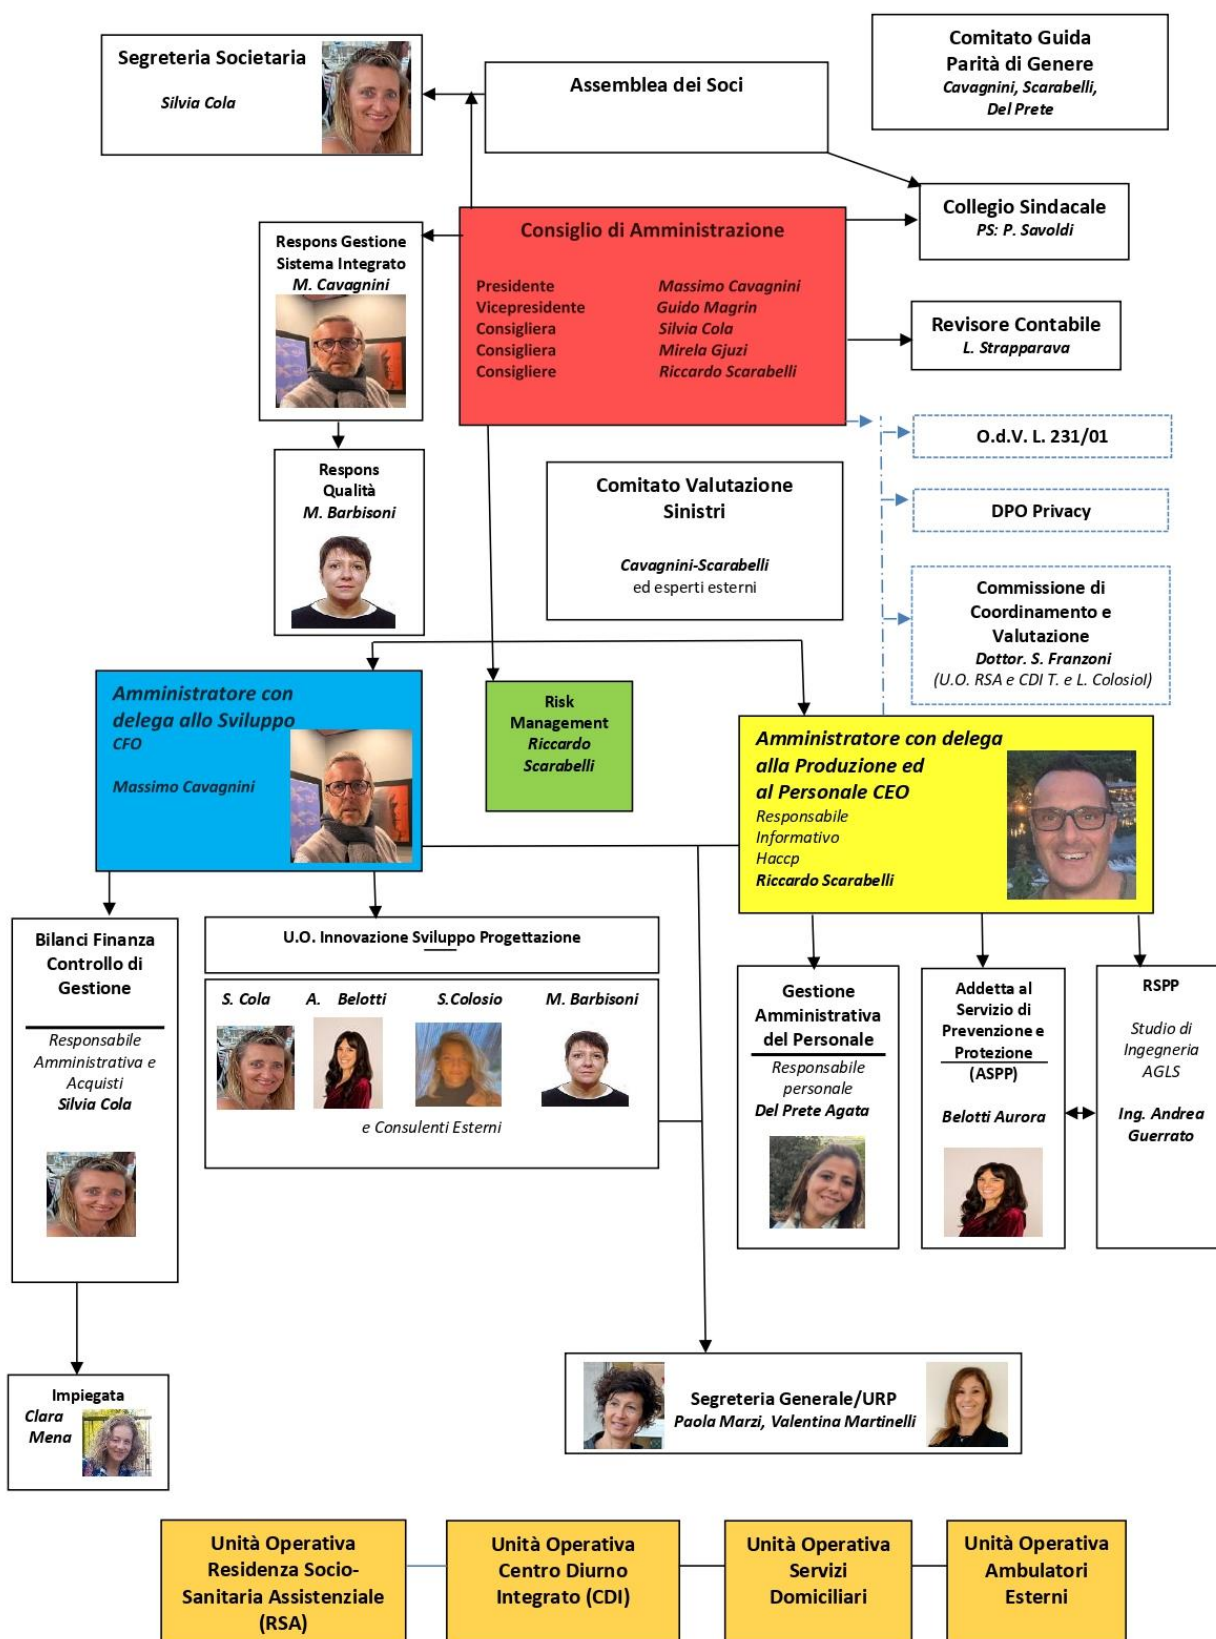 Segreteria Societaria
Silvia Cola
Assemblea dei Soci
Comitato Guida
Parità di Genere
Cavagnini, Scarabelli,
Del Prete
Collegio Sindacale
PS: P. Savoldi
Respons Gestione
Sistema Integrato
M. Cavagnini
Consiglio di Amministrazione
Presidente Massimo Cavagnini
Vicepresidente Guido Magrin
Consigliera Silvia Cola
Consigliera Mirela Gjuzi
Consigliere Riccardo Scarabelli
Revisore Contabile
L. Strapparava
O.d.V. L. 231/01
Respons
Qualità
M. Barbisoni
Comitato Valutazione
Sinistri
Cavagnini-Scarabelli
ed esperti esterni
DPO Privacy
Commissione di
Coordinamento e
Valutazione
Dottor. S. Franzoni
(U.O. RSA e CDI T. e L. Colosiol)
Amministratore con
delega allo Sviluppo
CFO
Massimo Cavagnini
Risk
Management
Riccardo
Scarabelli
Amministratore con delega
alla Produzione ed
al Personale CEO
Responsabile
Informativo
Haccp
Riccardo Scarabelli
Bilanci Finanza
Controllo di
Gestione
Responsabile
Amministrativa e
Acquisti
Silvia Cola
U.O. Innovazione Sviluppo Progettazione
S. Cola A. Belotti S.Colosio M. Barbisoni
e Consulenti Esterni
Gestione
Amministrativa
del Personale
Responsabile
personale
Del Prete Agata
Addetta al
Servizio di
Prevenzione e
Protezione
(ASPP)
Belotti Aurora
RSPP
Studio di
Ingegneria
AGLS
Ing. Andrea
Guerrato
Impiegata
Clara
Mena
Segreteria Generale/URP
Paola Marzi, Valentina Martinelli
Unità Operativa
Residenza Socio-
Sanitaria Assistenziale
(RSA)
Unità Operativa
Centro Diurno
Integrato (CDI)
Unità Operativa
Servizi
Domiciliari
Unità Operativa
Ambulatori
Esterni